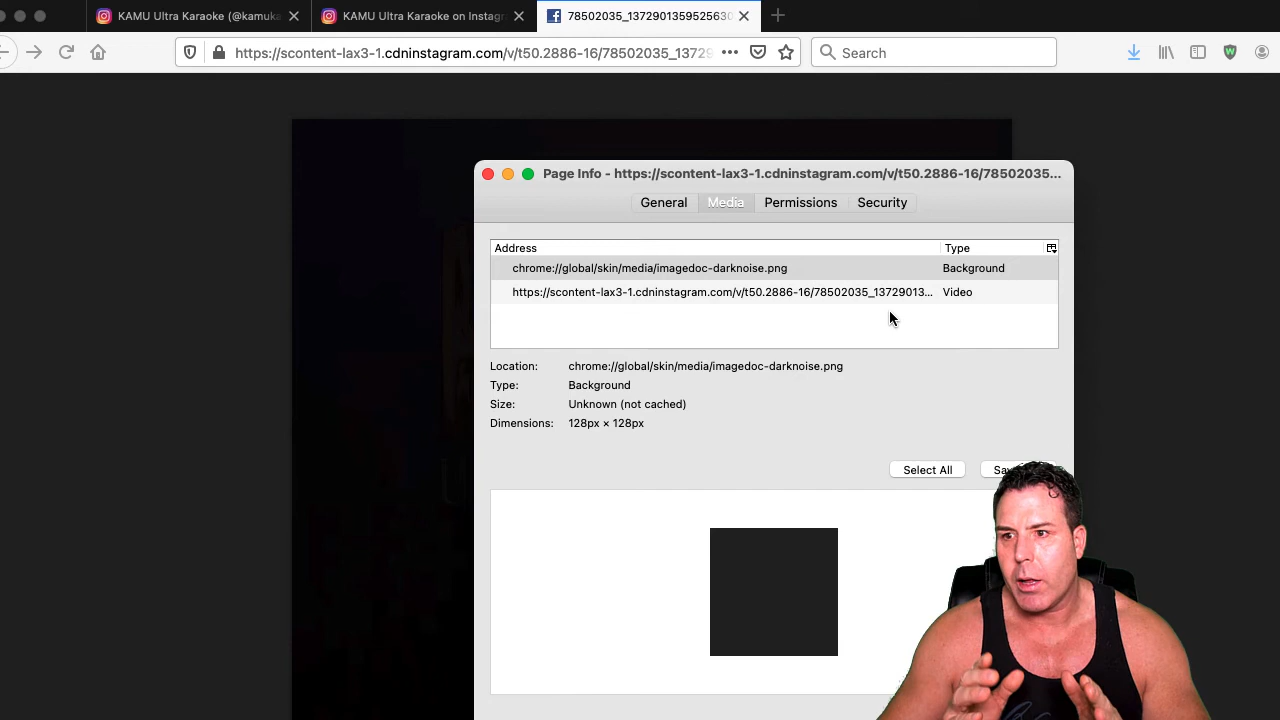 KAMU Ultra Karaoke (@kamuka
KAMU Ultra Karaoke on Instagr
78502035_1372901359525630
https://scontent-lax3-1.cdninstagram.com/v/t50.2886-16/78502035_13729
Search
Page Info - https://scontent-lax3-1.cdninstagram.com/v/t50.2886-16/78502035...
General Media Permissions Security
Address Type
chrome://global/skin/media/imagedoc-darknoise.png Background
https://scontent-lax3-1.cdninstagram.com/v/t50.2886-16/78502035_13729013... Video
Location: chrome://global/skin/media/imagedoc-darknoise.png
Type: Background
Size: Unknown (not cached)
Dimensions: 128px × 128px
Select All